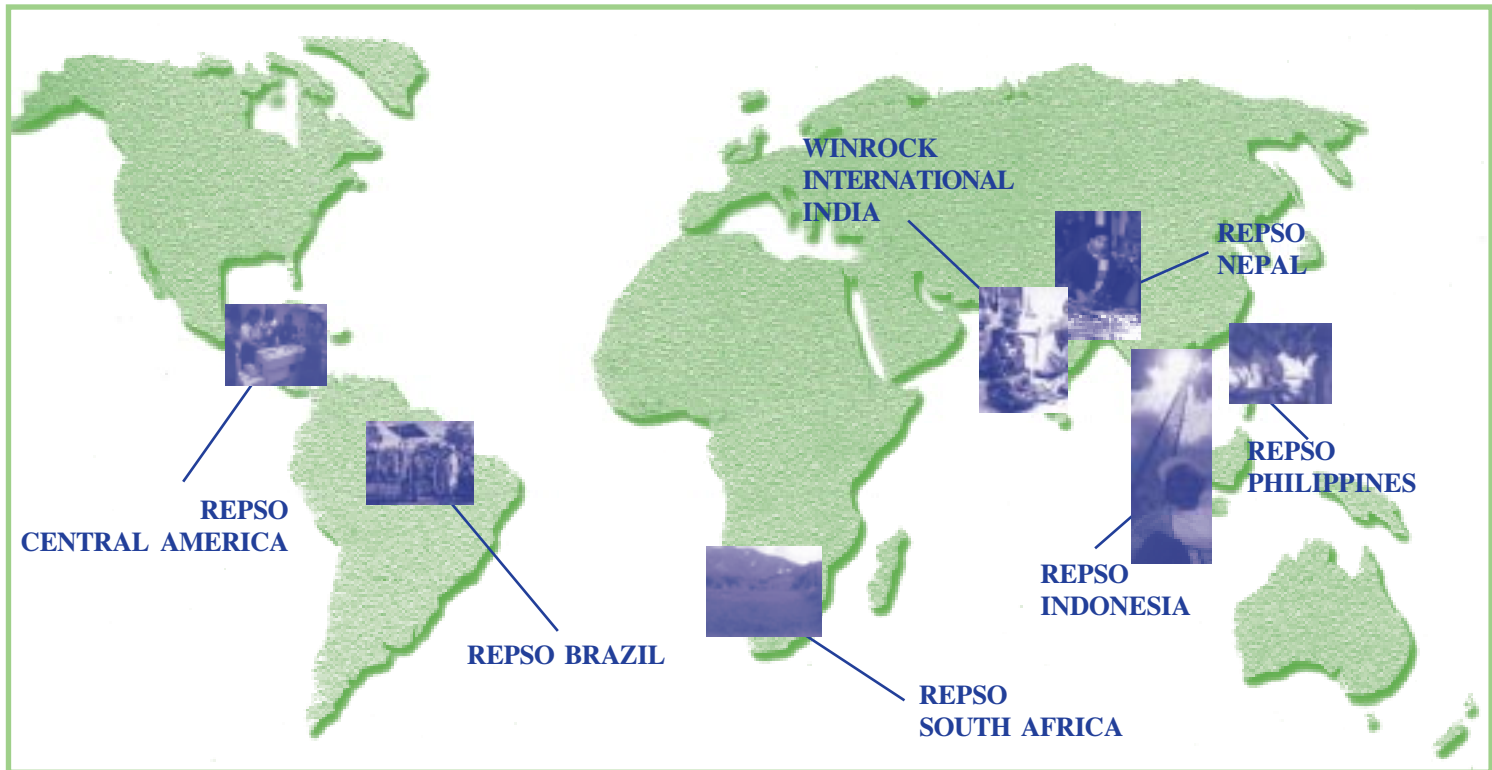 WINROCK
INTERNATIONAL
INDIA
REPSO
NEPAL
REPSO
PHILIPPINES
REPSO
CENTRAL AMERICA
REPSO
INDONESIA
REPSO BRAZIL
REPSO
SOUTH AFRICA